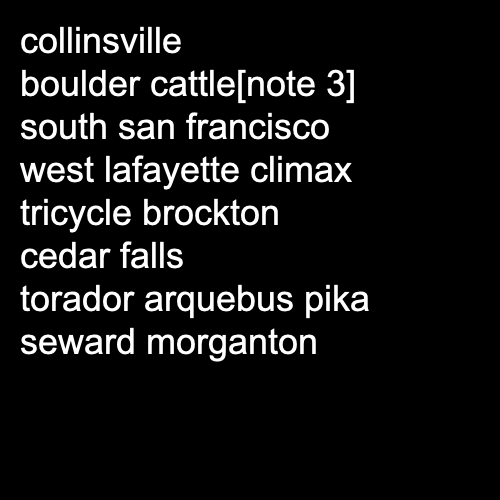 collinsville
boulder cattle[note 3]
south san francisco
west lafayette climax
tricycle brockton
cedar falls
torador arquebus pika
seward morganton